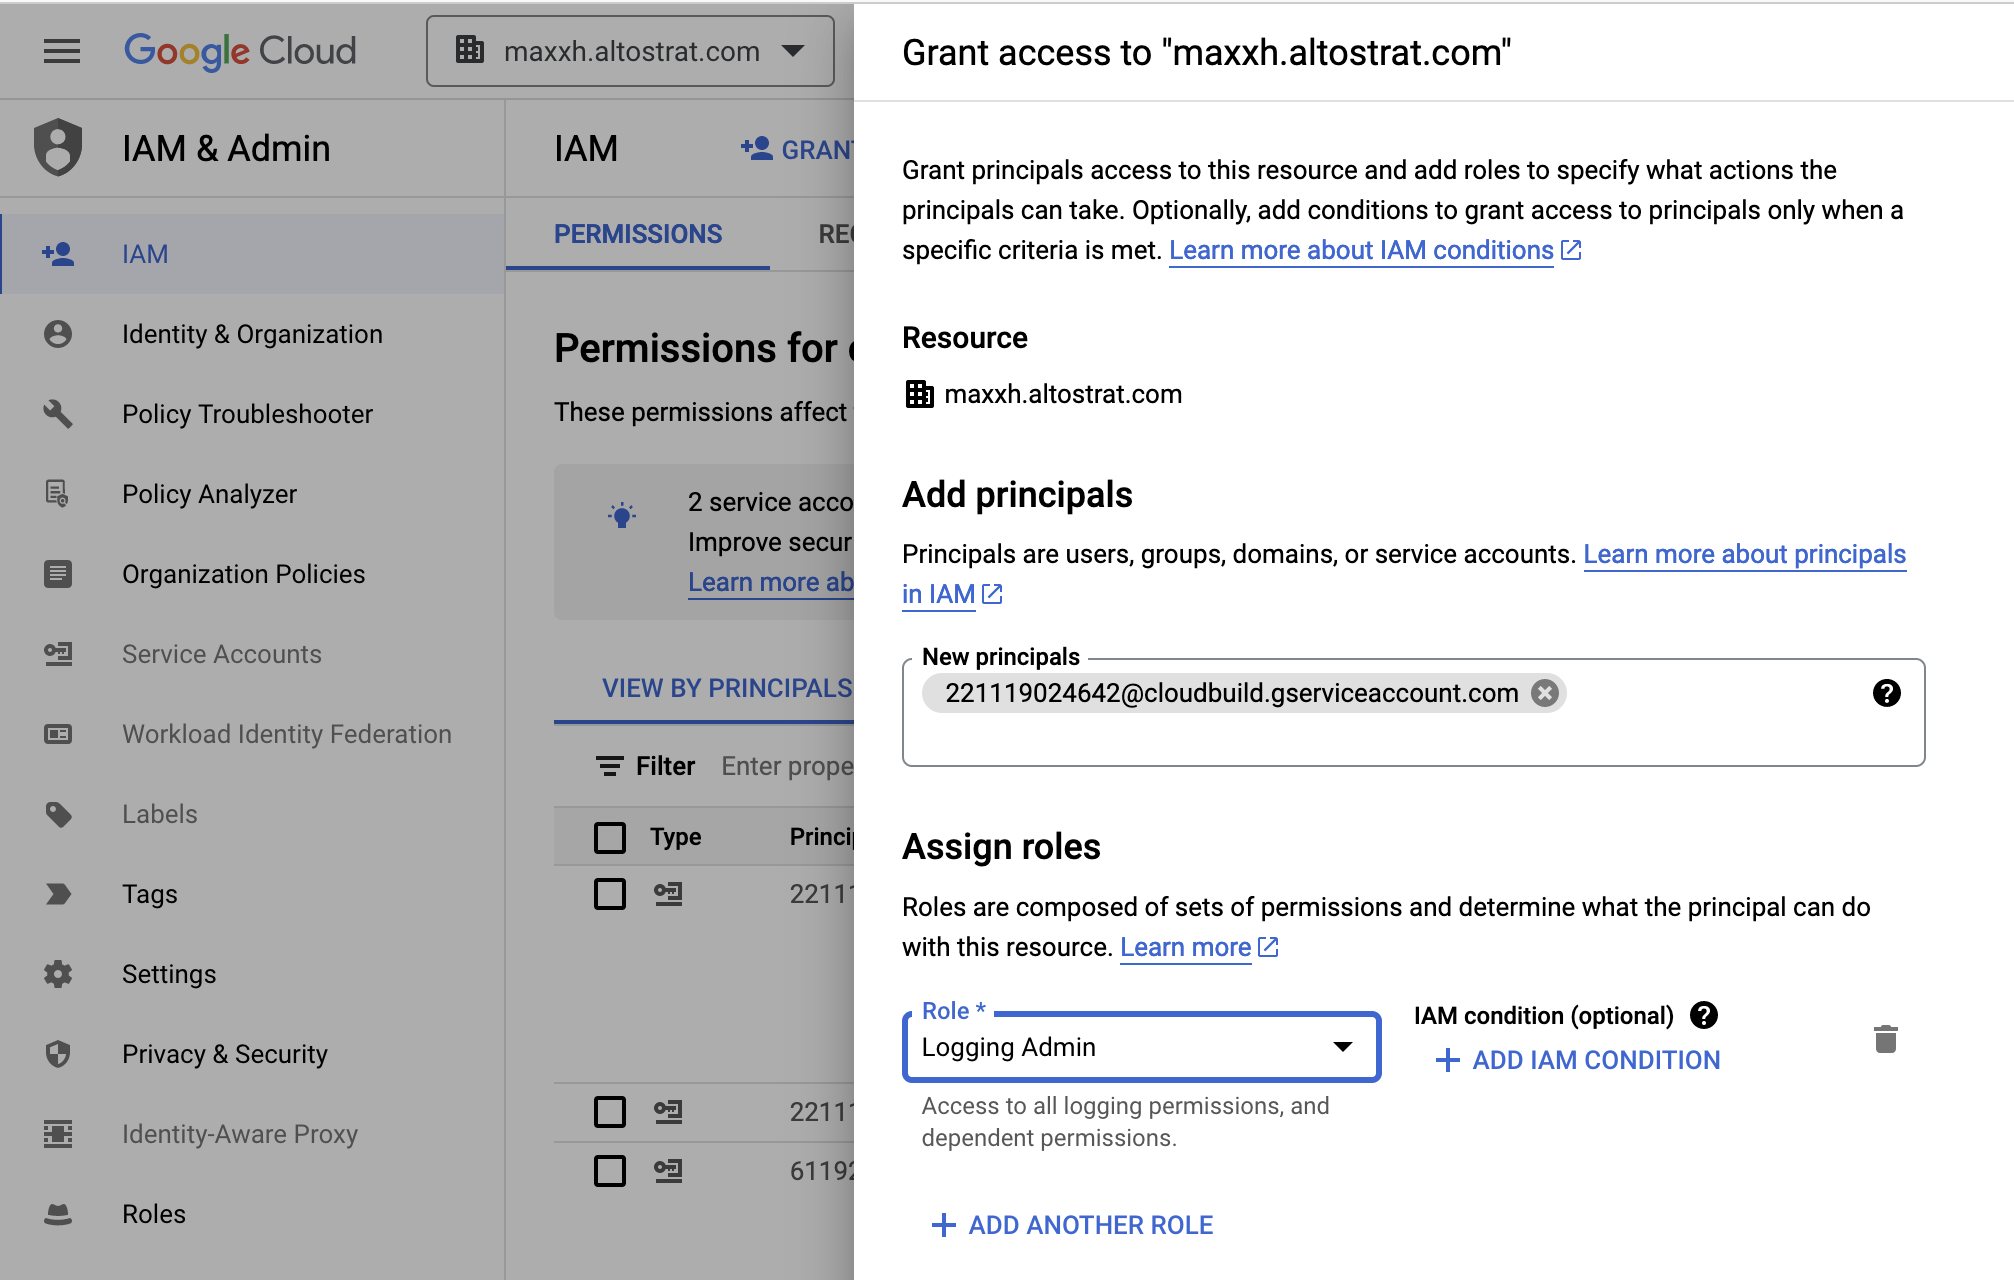 Google Cloud
maxxh.altostrat.com
IAM & Admin
IAM
Identity & Organization
Policy Troubleshooter
Policy Analyzer
Organization Policies
Service Accounts
Workload Identity Federation
Labels
Tags
Settings
Privacy & Security
Identity-Aware Proxy
Roles
IAM
GRANT
PERMISSIONS
Permissions for
These permissions affect
2 service acco
Improve secur
Learn more ab
VIEW BY PRINCIPALS
Filter Enter prope
Type Princip
22111
22111
61192
Grant access to "maxxh.altostrat.com"
Grant principals access to this resource and add roles to specify what actions the
principals can take. Optionally, add conditions to grant access to principals only when a
specific criteria is met. Learn more about IAM conditions
Resource
maxxh.altostrat.com
Add principals
Principals are users, groups, domains, or service accounts. Learn more about principals
in IAM
New principals
221119024642@cloudbuild.gserviceaccount.com
Assign roles
Roles are composed of sets of permissions and determine what the principal can do
with this resource. Learn more
Role *
Logging Admin
IAM condition (optional)
ADD IAM CONDITION
Access to all logging permissions, and
dependent permissions.
ADD ANOTHER ROLE